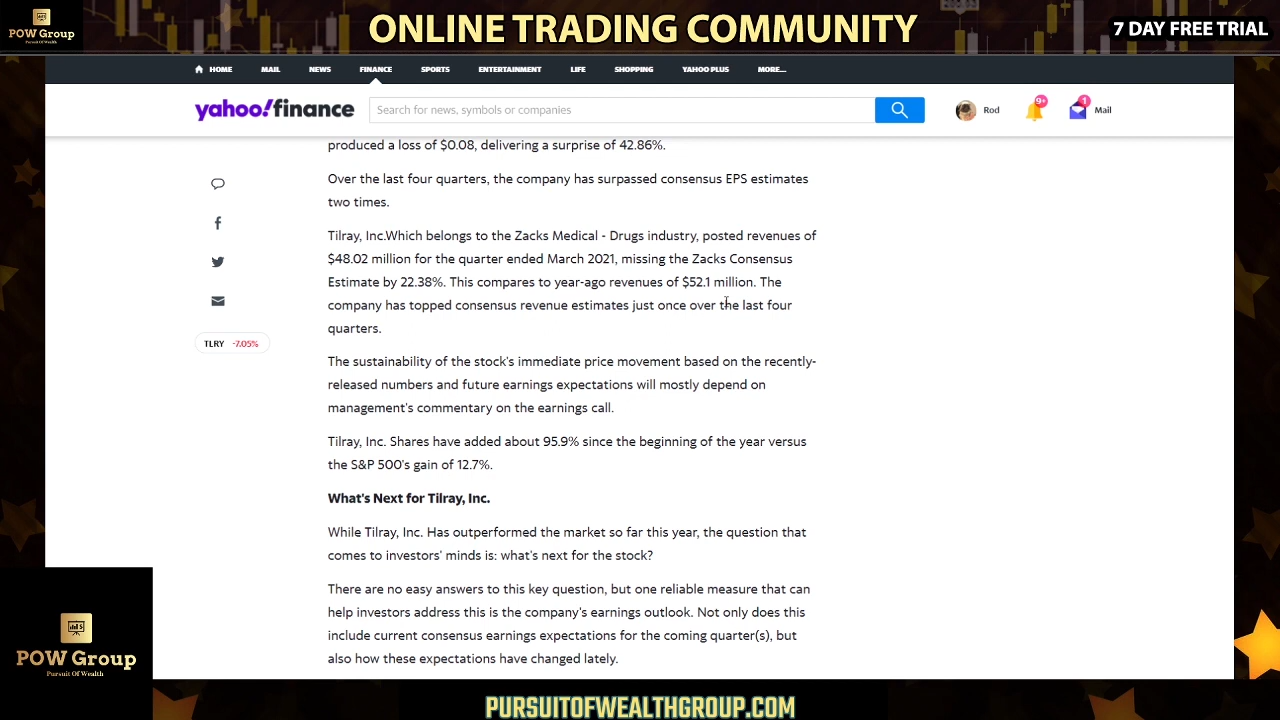 POW Group
Pursuit Of Wealth
ONLINE TRADING COMMUNITY
7 DAY FREE TRIAL
HOME MAIL NEWS FINANCE SPORTS ENTERTAINMENT LIFE SHOPPING YAHOO PLUS MORE...
yahoo!finance
Search for news, symbols or companies
Rod
9+
1
Mail
produced a loss of $0.08, delivering a surprise of 42.86%.
Over the last four quarters, the company has surpassed consensus EPS estimates
two times.
Tilray, Inc.Which belongs to the Zacks Medical - Drugs industry, posted revenues of
$48.02 million for the quarter ended March 2021, missing the Zacks Consensus
Estimate by 22.38%. This compares to year-ago revenues of $52.1 million. The
company has topped consensus revenue estimates just once over the last four
quarters.
TLRY -7.05%
The sustainability of the stock's immediate price movement based on the recently-
released numbers and future earnings expectations will mostly depend on
management's commentary on the earnings call.
Tilray, Inc. Shares have added about 95.9% since the beginning of the year versus
the S&P 500's gain of 12.7%.
What's Next for Tilray, Inc.
While Tilray, Inc. Has outperformed the market so far this year, the question that
comes to investors' minds is: what's next for the stock?
There are no easy answers to this key question, but one reliable measure that can
help investors address this is the company's earnings outlook. Not only does this
include current consensus earnings expectations for the coming quarter(s), but
also how these expectations have changed lately.
POW Group
Pursuit Of Wealth
PURSUITOFWEALTHGROUP.COM